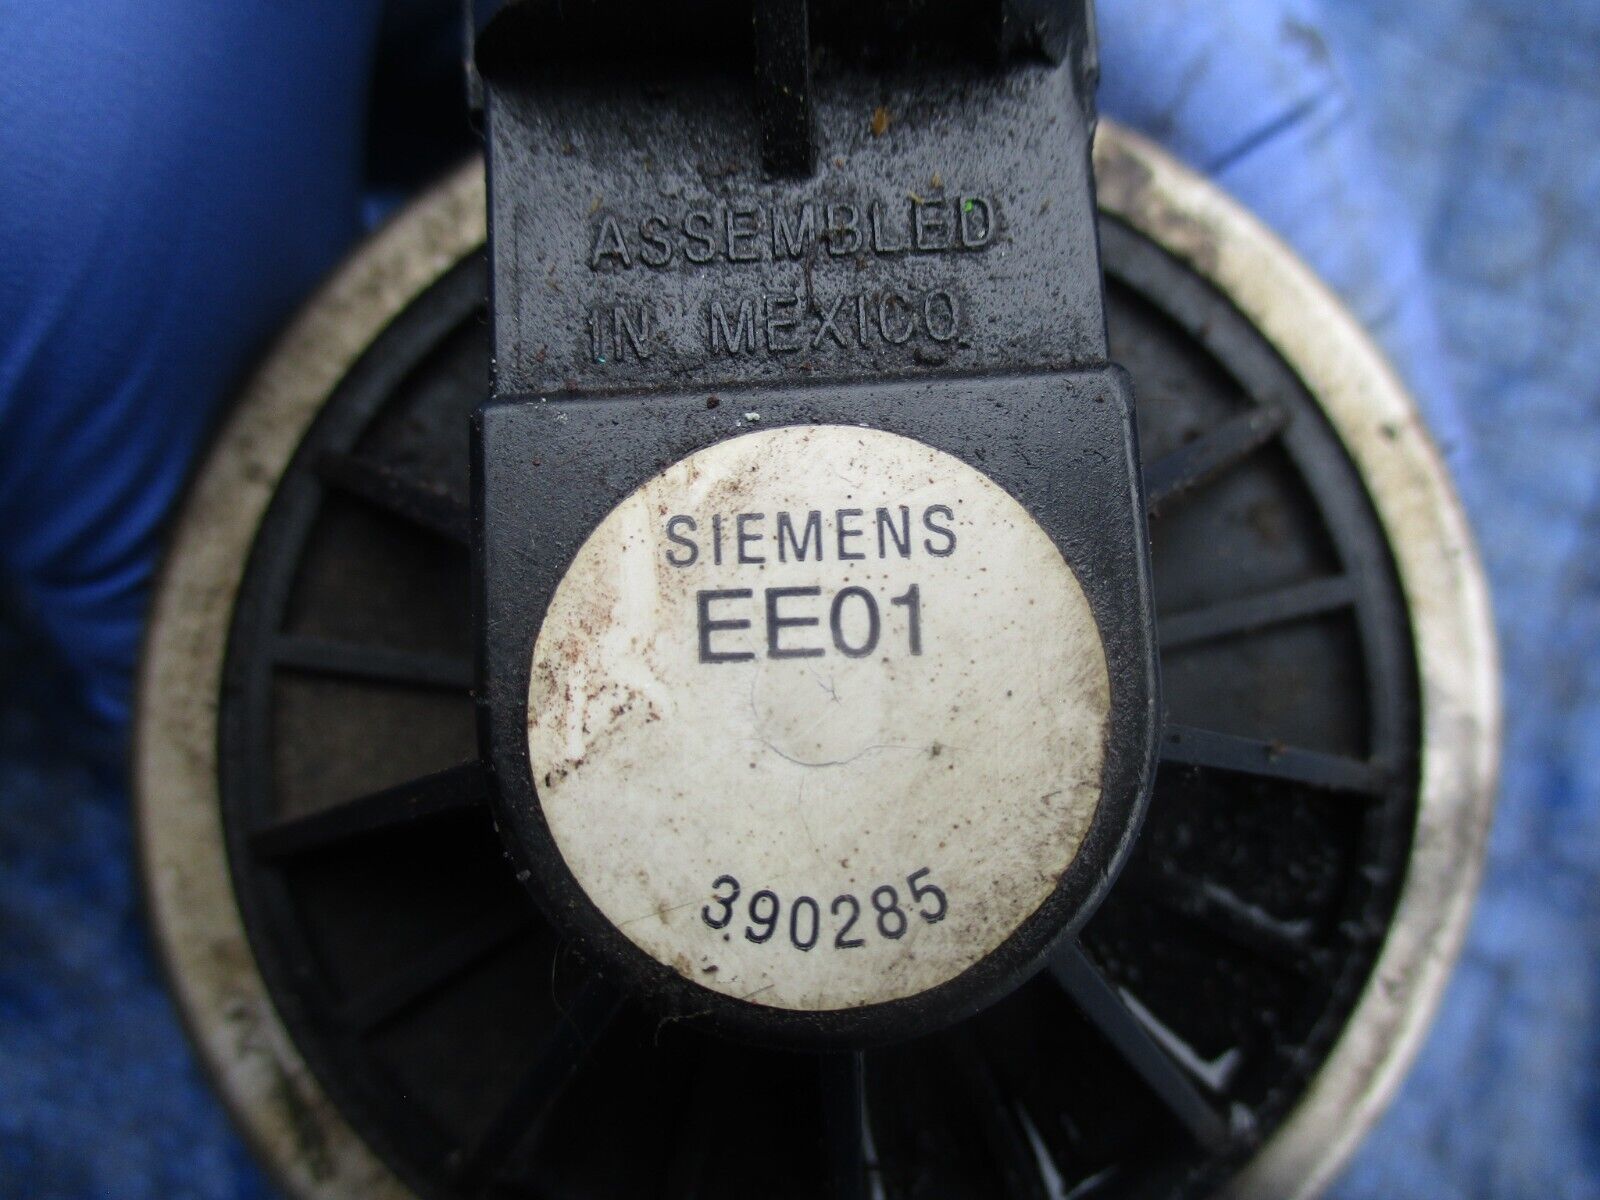 ASSEMBLED
IN MEXICO
SIEMENS
EE01
390285